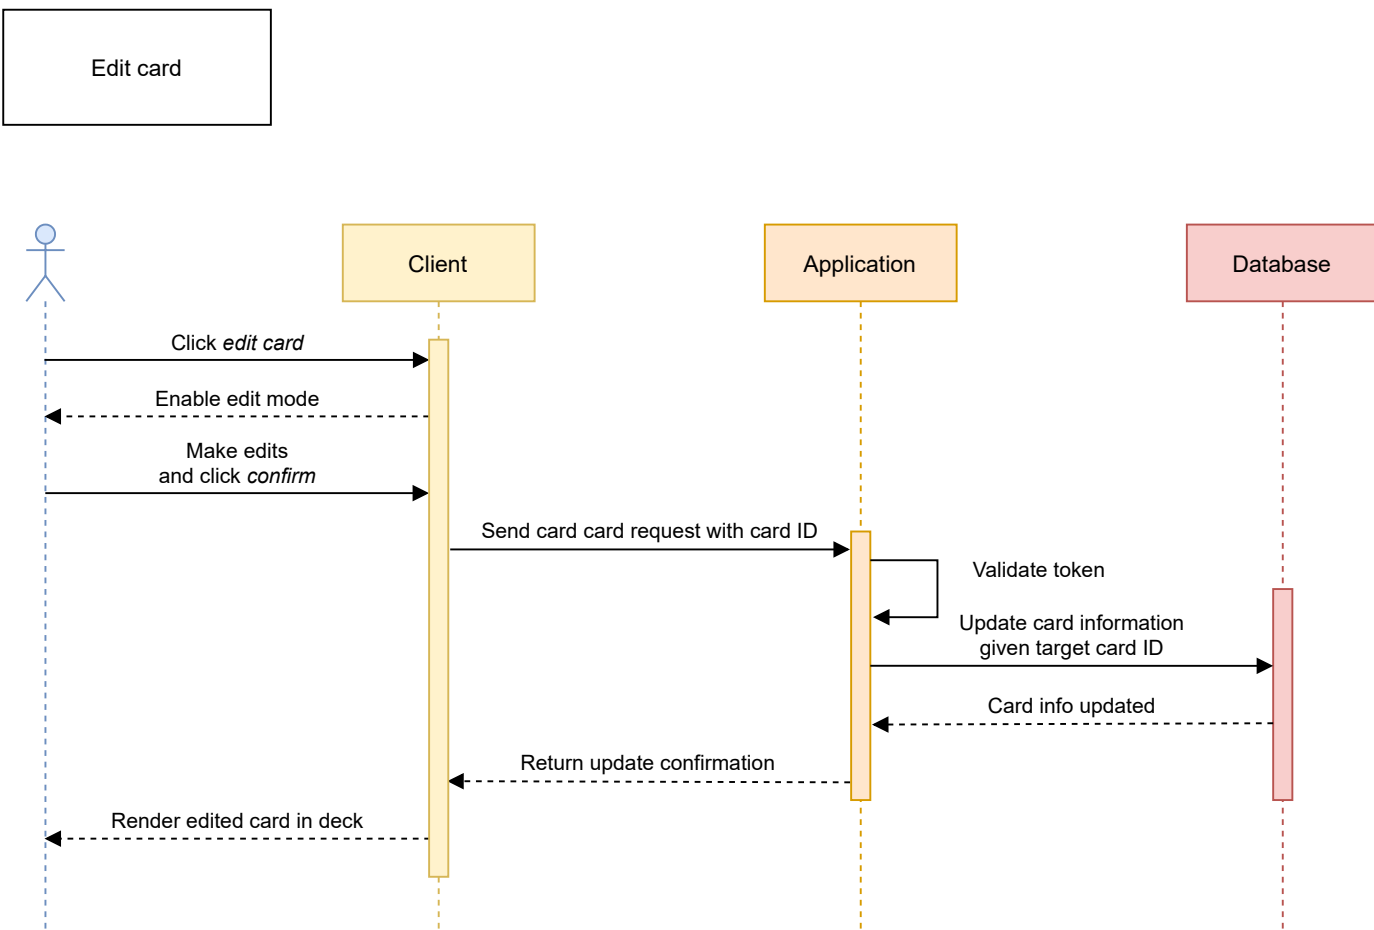 Edit card
Client
Application
Database
Click edit card
Enable edit mode
Make edits
and click confirm
Send card card request with card ID
Validate token
Update card information
given target card ID
Card info updated
Return update confirmation
Render edited card in deck